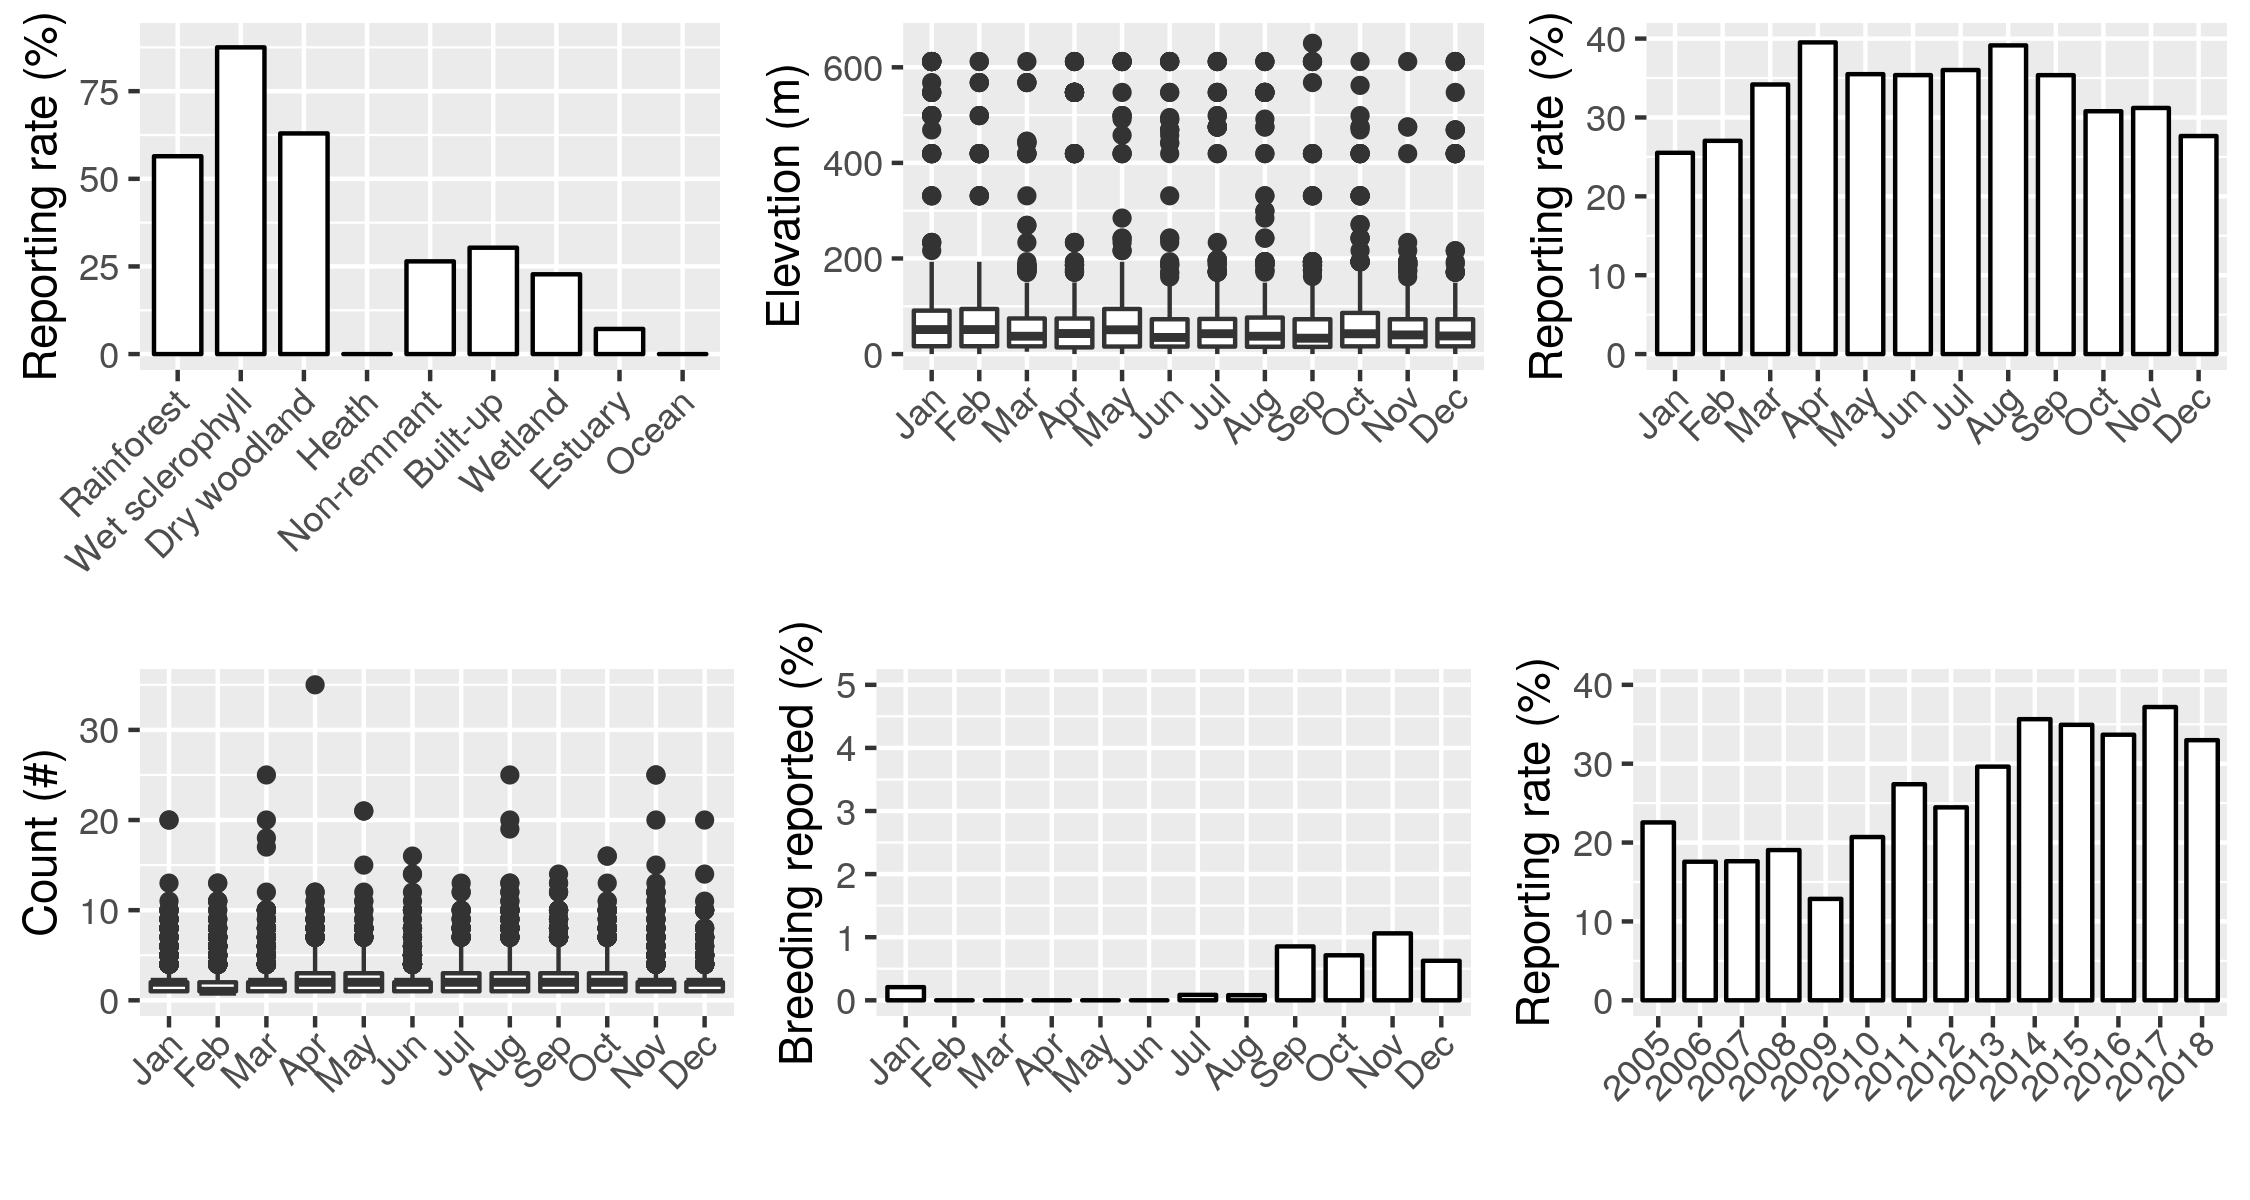 Reporting rate (%)
75
50
25
0
Rainforest
Wet sclerophyll
Dry woodland
Heath
Non-remnant
Built-up
Wetland
Estuary
Ocean
Elevation (m)
600
400
200
0
Jan
Feb
Mar
Apr
May
Jun
Jul
Aug
Sep
Oct
Nov
Dec
Reporting rate (%)
40
30
20
10
0
Jan
Feb
Mar
Apr
May
Jun
Jul
Aug
Sep
Oct
Nov
Dec
Count (#)
30
20
10
0
Jan
Feb
Mar
Apr
May
Jun
Jul
Aug
Sep
Oct
Nov
Dec
Breeding reported (%)
5
4
3
2
1
0
Jan
Feb
Mar
Apr
May
Jun
Jul
Aug
Sep
Oct
Nov
Dec
Reporting rate (%)
40
30
20
10
0
2005
2006
2007
2008
2009
2010
2011
2012
2013
2014
2015
2016
2017
2018